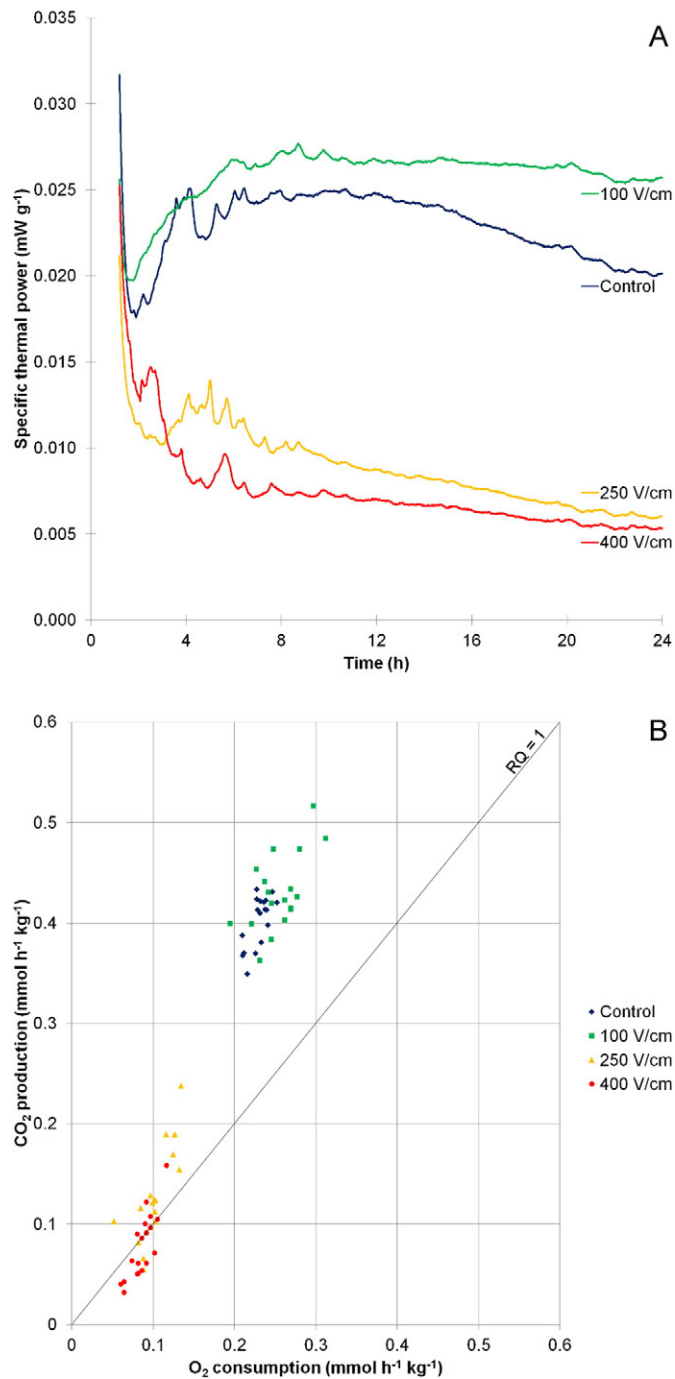 A
0.035
0.030
0.025
0.020
0.015
0.010
0.005
0.000
Specific thermal power (mW g⁻¹)
100 V/cm
Control
250 V/cm
400 V/cm
0 4 8 12 16 20 24
Time (h)
B
0.6
0.5
0.4
0.3
0.2
0.1
0
CO₂ production (mmol h⁻¹ kg⁻¹)
RQ = 1
Control
100 V/cm
250 V/cm
400 V/cm
0 0.1 0.2 0.3 0.4 0.5 0.6
O₂ consumption (mmol h⁻¹ kg⁻¹)